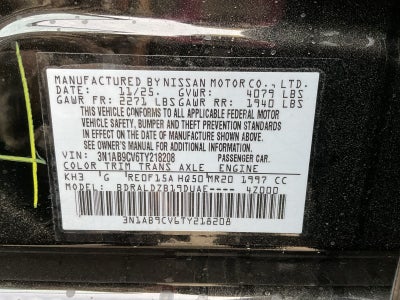 MANUFACTURED BY NISSAN MOTOR CO., LTD.
DATE: 11/25. GVWR: 4079 LBS
GAWR FR: 2271 LBS GAWR RR: 1940 LBS
THIS VEHICLE CONFORMS TO ALL APPLICABLE FEDERAL MOTOR
VEHICLE SAFETY, BUMPER AND THEFT PREVENTION STANDARDS IN
EFFECT ON THE DATE OF MANUFACTURE SHOWN ABOVE.
SEE OWNER'S MANUAL FOR ADDITIONAL INFORMATION.
VIN: 3N1AB9CV6TY218208 PASSENGER CAR.
COLOR TRIM TRANS AXLE ENGINE
KH3 G RE0F15A HQ50 MR20 1997 CC
MODEL: BDRALDZB19DUAE---- 4Z000
3N1AB9CV6TY218208